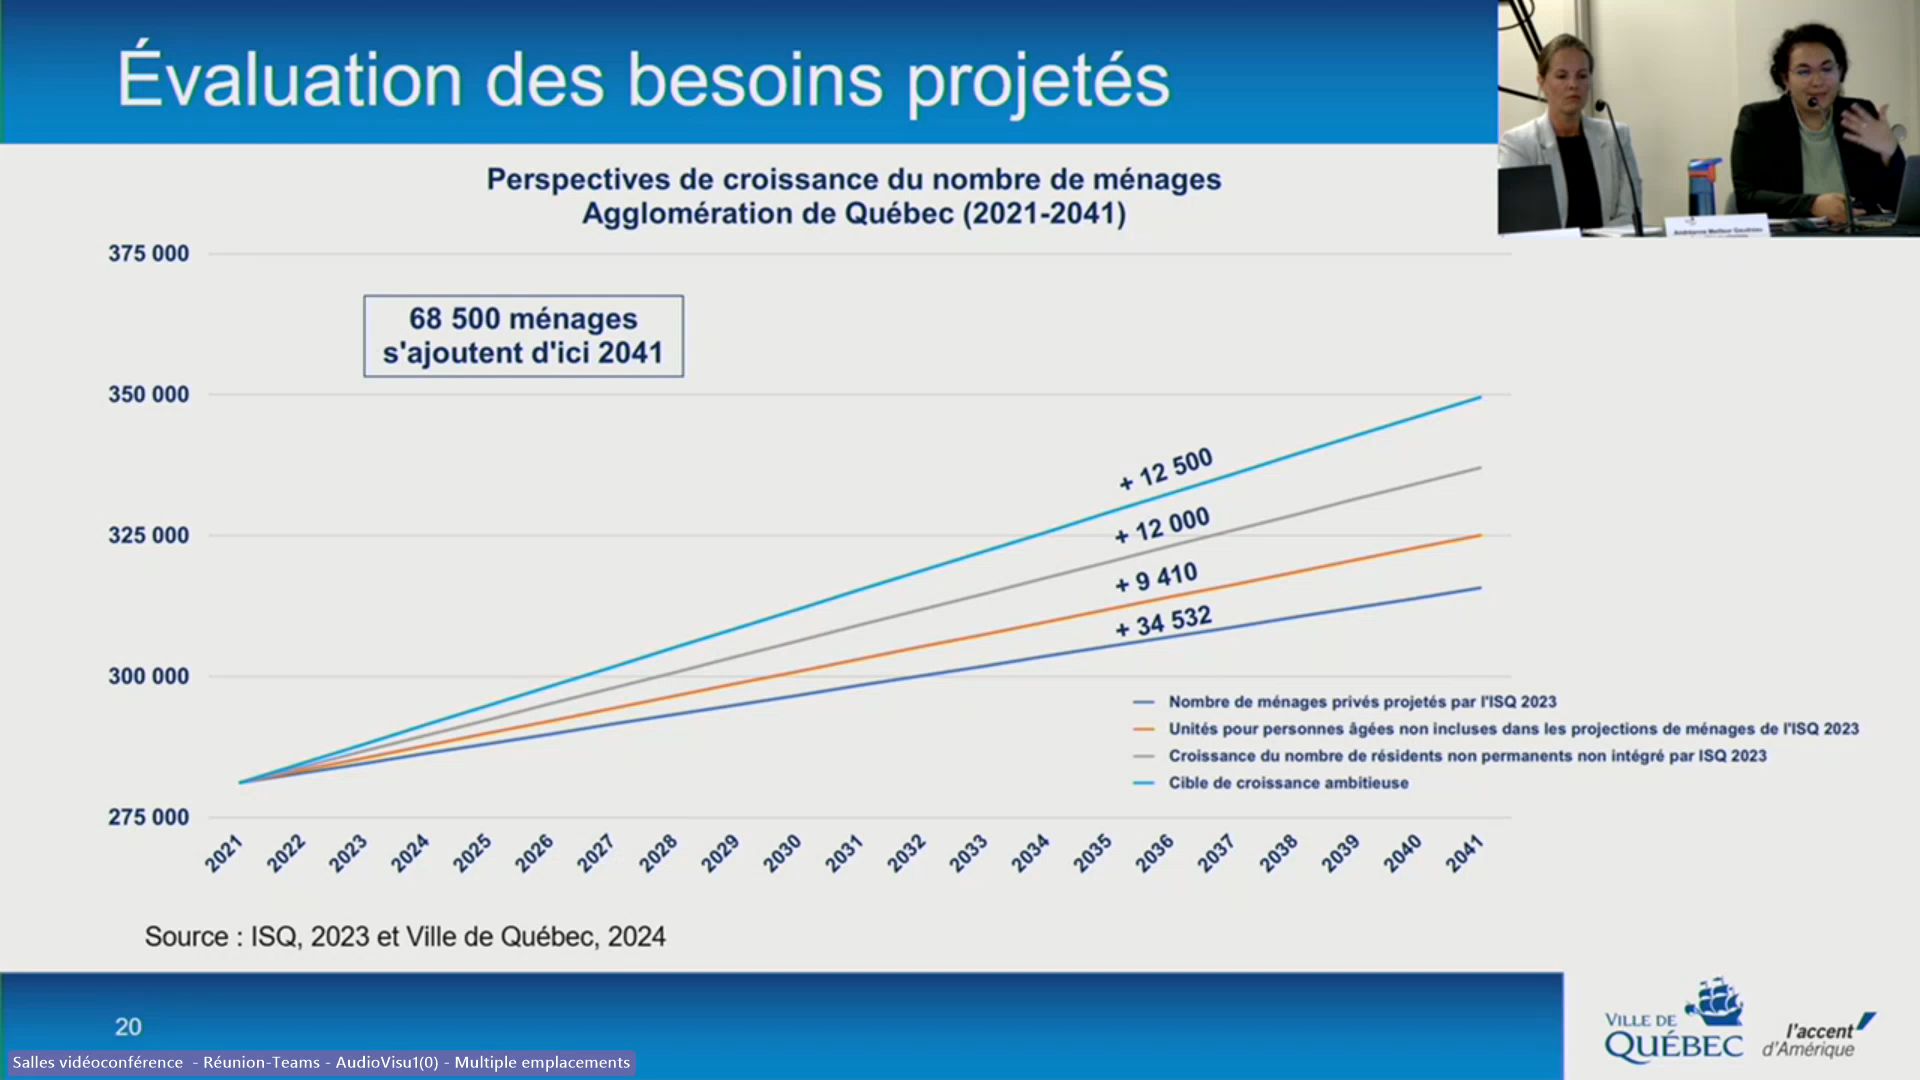 Évaluation des besoins projetés
Perspectives de croissance du nombre de ménages
Agglomération de Québec (2021-2041)
375 000
68 500 ménages
s'ajoutent d'ici 2041
350 000
325 000
300 000
275 000
+ 12 500
+ 12 000
+ 9 410
+ 34 532
Nombre de ménages privés projetés par l'ISQ 2023
Unités pour personnes âgées non incluses dans les projections de ménages de l'ISQ 2023
Croissance du nombre de résidents non permanents non intégré par ISQ 2023
Cible de croissance ambitieuse
2021 2022 2023 2024 2025 2026 2027 2028 2029 2030 2031 2032 2033 2034 2035 2036 2037 2038 2039 2040 2041
Source : ISQ, 2023 et Ville de Québec, 2024
20
VILLE DE
QUÉBEC
l'accent
d'Amérique
Salles vidéoconférence - Réunion-Teams - AudioVisu1(0) - Multiple emplacements